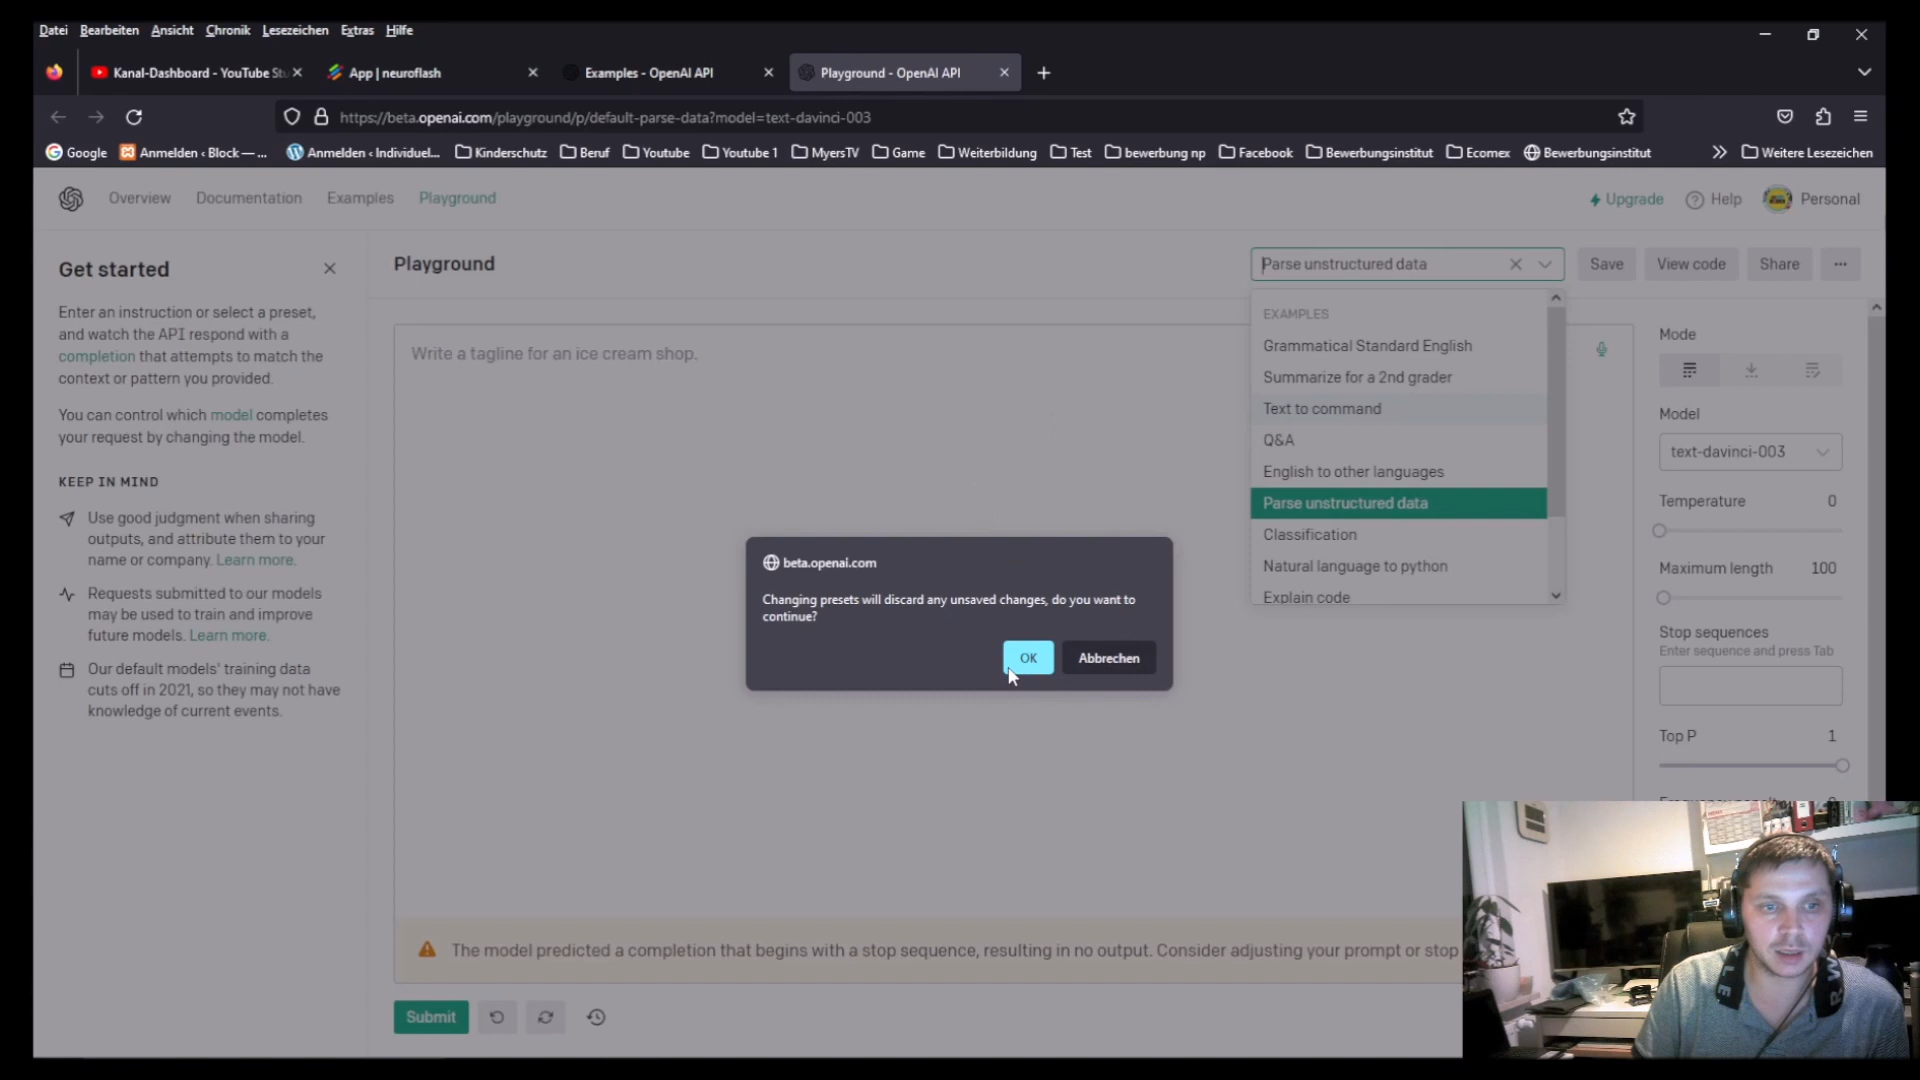 Datei Bearbeiten Ansicht Chronik Lesezeichen Extras Hilfe
Kanal-Dashboard - YouTube Stu
App | neuroflash
Examples - OpenAI API
Playground - OpenAI API
https://beta.openai.com/playground/p/default-parse-data?model=text-davinci-003
Google Anmelden ‹ Block — ... Anmelden ‹ Individuel... Kinderschutz Beruf Youtube Youtube 1 MyersTV Game Weiterbildung Test bewerbung np Facebook Bewerbungsinstitut Ecomex Bewerbungsinstitut Weitere Lesezeichen
Overview Documentation Examples Playground Upgrade Help Personal
Get started
Enter an instruction or select a preset,
and watch the API respond with a
completion that attempts to match the
context or pattern you provided.
You can control which model completes
your request by changing the model.
KEEP IN MIND
Use good judgment when sharing
outputs, and attribute them to your
name or company. Learn more.
Requests submitted to our models
may be used to train and improve
future models. Learn more.
Our default models' training data
cuts off in 2021, so they may not have
knowledge of current events.
Playground
Parse unstructured data
Save View code Share ...
Write a tagline for an ice cream shop.
EXAMPLES
Grammatical Standard English
Summarize for a 2nd grader
Text to command
Q&A
English to other languages
Parse unstructured data
Classification
Natural language to python
Explain code
beta.openai.com
Changing presets will discard any unsaved changes, do you want to
continue?
OK Abbrechen
The model predicted a completion that begins with a stop sequence, resulting in no output. Consider adjusting your prompt or stop
Submit
Mode
Model
text-davinci-003
Temperature 0
Maximum length 100
Stop sequences
Enter sequence and press Tab
Top P 1